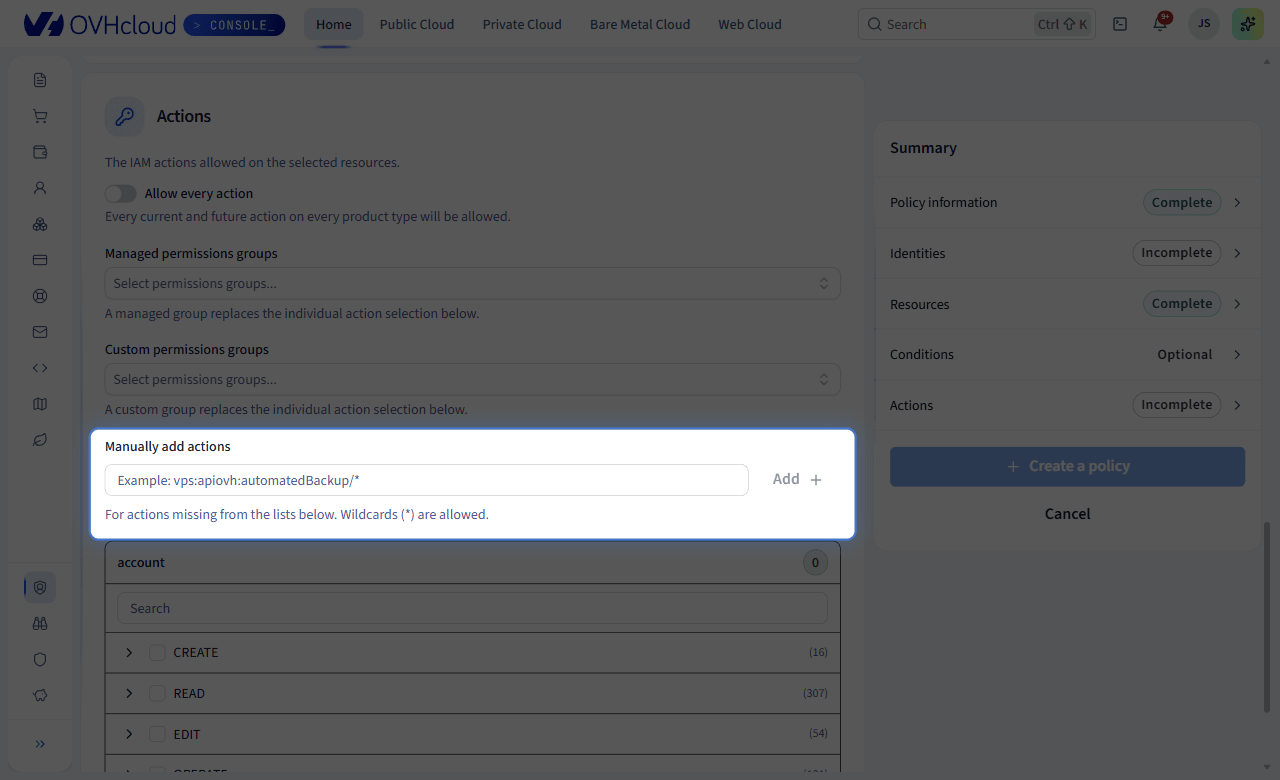 OVHcloud > CONSOLE_ Home Public Cloud Private Cloud Bare Metal Cloud Web Cloud Search Ctrl ⇧ K 9+ JS
Actions
The IAM actions allowed on the selected resources.
Allow every action
Every current and future action on every product type will be allowed.
Managed permissions groups
Select permissions groups...
A managed group replaces the individual action selection below.
Custom permissions groups
Select permissions groups...
A custom group replaces the individual action selection below.
Manually add actions
Example: vps:apiovh:automatedBackup/*
Add +
For actions missing from the lists below. Wildcards (*) are allowed.
account 0
Search
CREATE (16)
READ (307)
EDIT (54)
OPERATE
Summary
Policy information Complete
Identities Incomplete
Resources Complete
Conditions Optional
Actions Incomplete
+ Create a policy
Cancel